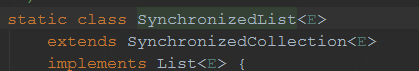 static class SynchronizedList<E>
extends SynchronizedCollection<E>
implements List<E> {